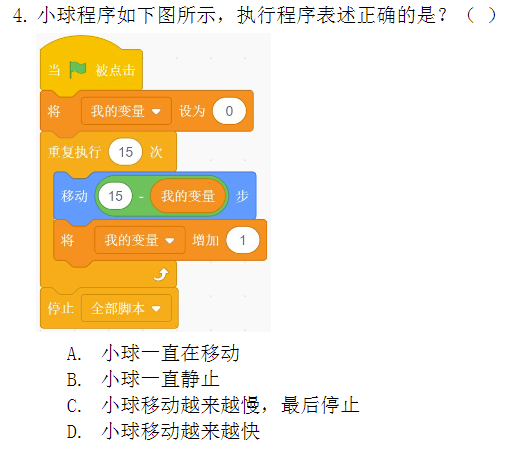 4. 小球程序如下图所示，执行程序表述正确的是？（ ）
当 被点击
将 我的变量 设为 0
重复执行 15 次
移动 15 - 我的变量 步
将 我的变量 增加 1
停止 全部脚本
A. 小球一直在移动
B. 小球一直静止
C. 小球移动越来越慢，最后停止
D. 小球移动越来越快